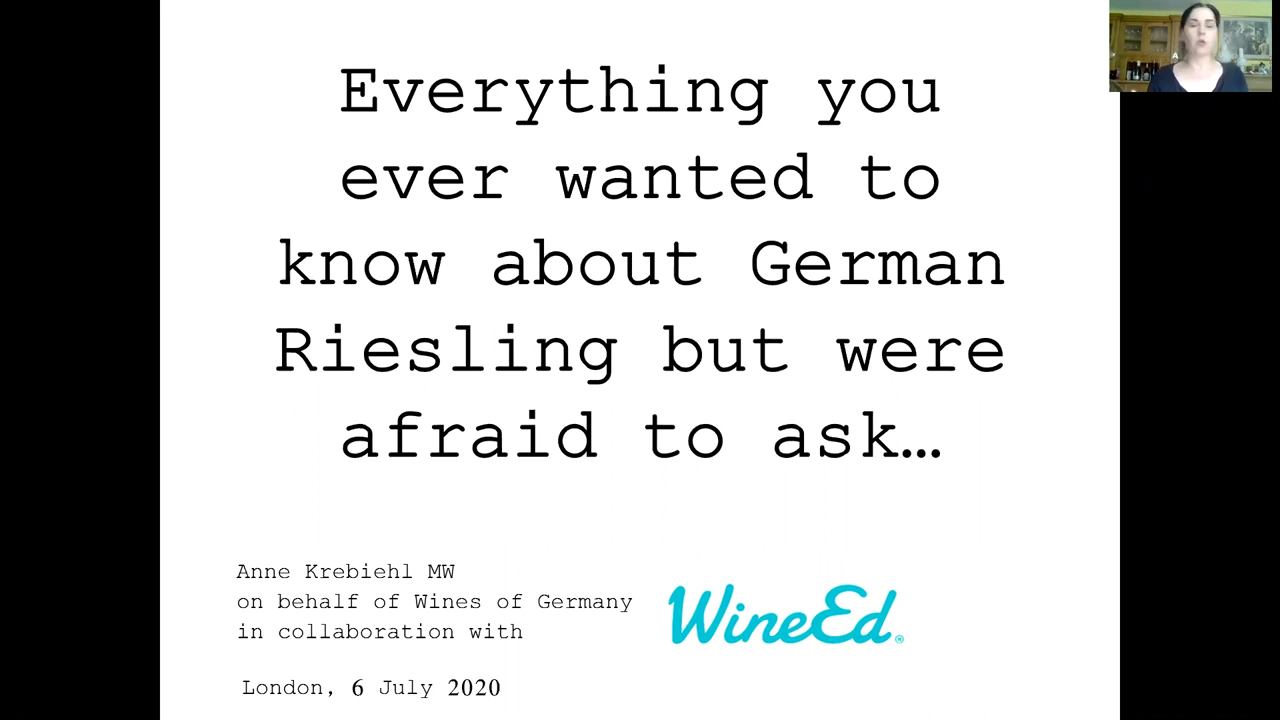 Everything you
ever wanted to
know about German
Riesling but were
afraid to ask…
Anne Krebiehl MW
on behalf of Wines of Germany
in collaboration with
WineEd®
London, 6 July 2020